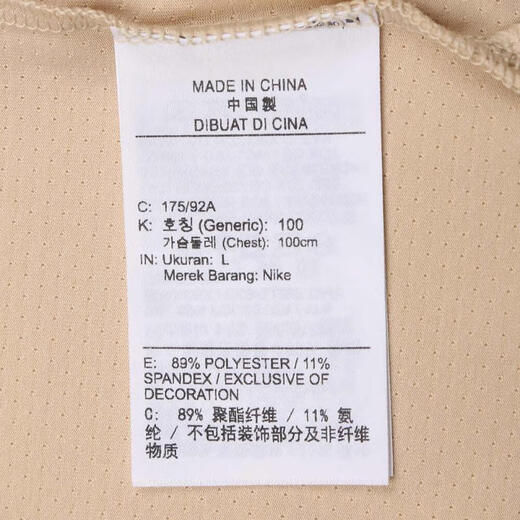 MADE IN CHINA
中国製
DIBUAT DI CINA
C: 175/92A
K: 호칭 (Generic): 100
가슴둘레 (Chest): 100cm
IN: Ukuran: L
Merek Barang: Nike
E: 89% POLYESTER / 11%
SPANDEX / EXCLUSIVE OF
DECORATION
C: 89% 聚酯纤维 / 11% 氨
纶 / 不包括装饰部分及非纤维
物质